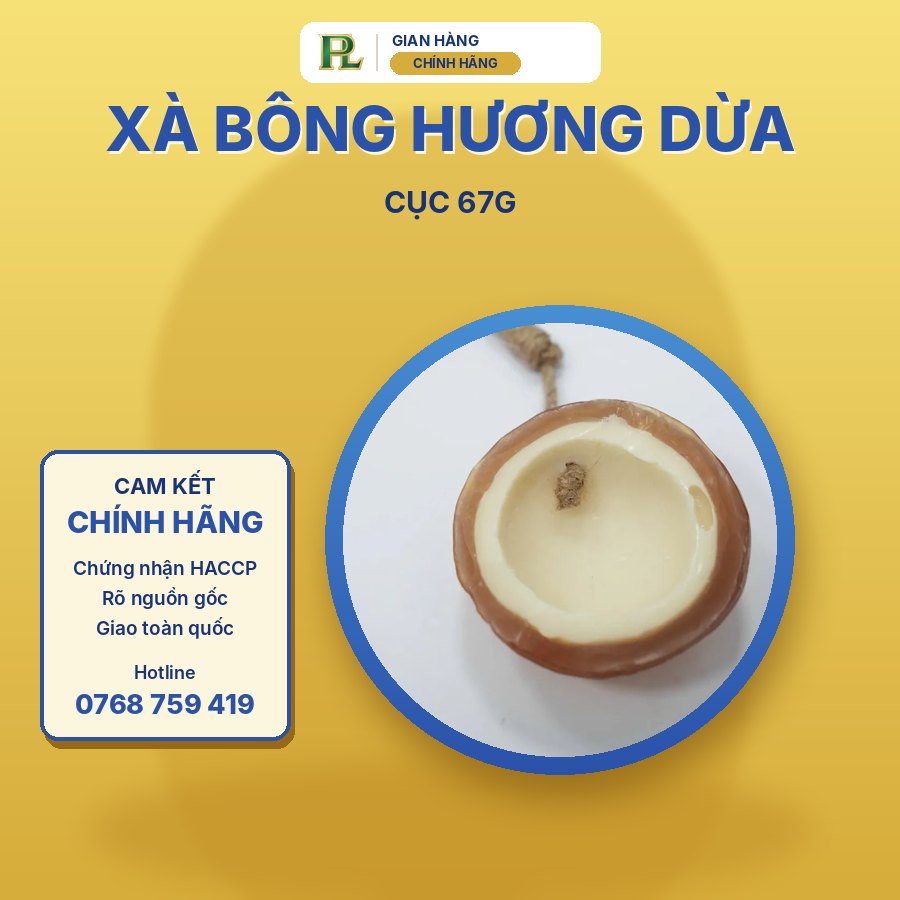 PL
GIAN HÀNG
CHÍNH HÃNG
XÀ BÔNG HƯƠNG DỪA
CỤC 67G
CAM KẾT
CHÍNH HÃNG
Chứng nhận HACCP
Rõ nguồn gốc
Giao toàn quốc
Hotline
0768 759 419